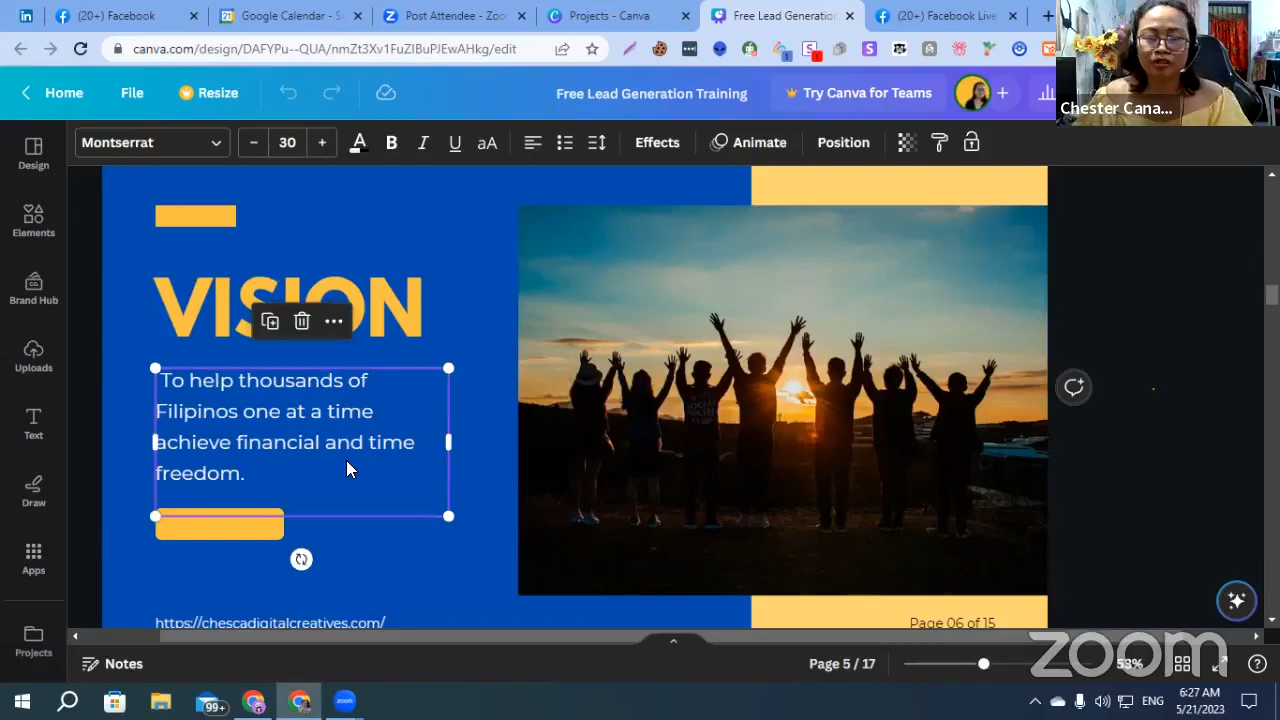 (20+) Facebook
Google Calendar - S
Post Attendee - Zoo
Projects - Canva
Free Lead Generation
(20+) Facebook Live
canva.com/design/DAFYPu--QUA/nmZt3Xv1FuZIBuPJEwAHkg/edit
Home
File
Resize
Free Lead Generation Training
Try Canva for Teams
Chester Cana...
Montserrat
30
B
I
U
aA
Effects
Animate
Position
Design
Elements
Brand Hub
Uploads
Text
Draw
Apps
Projects
VISION
To help thousands of
Filipinos one at a time
achieve financial and time
freedom.
https://chescadigitalcreatives.com/
Page 06 of 15
Notes
Page 5 / 17
53%
zoom
99+
zoom
ENG
6:27 AM
5/21/2023